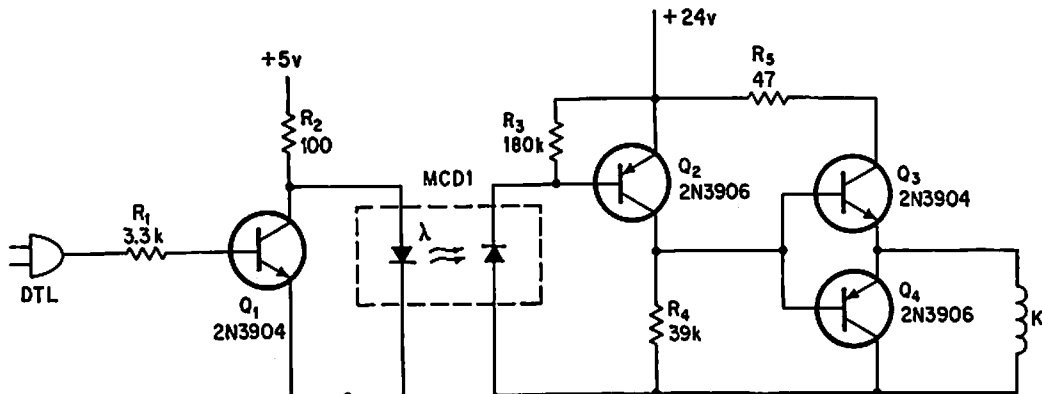 +24v
+5v
R5
47
R2
100
R3
180k
MCD1
Q2
2N3906
Q3
2N3904
R1
3.3k
λ
DTL
Q1
2N3904
R4
39k
Q4
2N3906
K